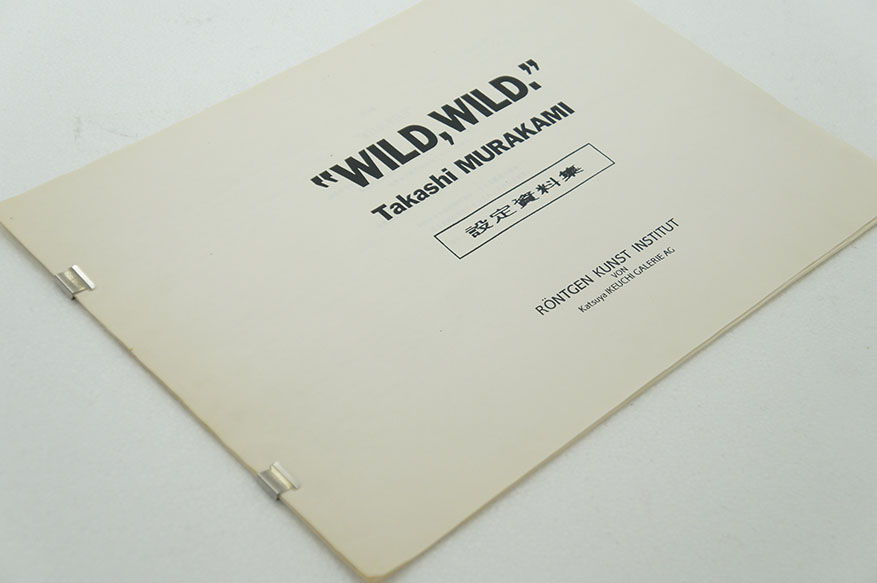 “WILD, WILD.”
Takashi MURAKAMI
設定資料集
RÖNTGEN KUNST INSTITUT
VON
Katsuya IKEUCHI GALERIE AG